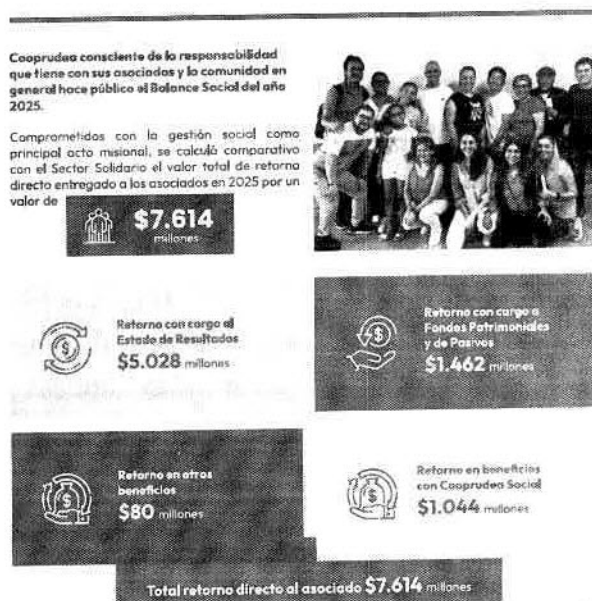 Cooprudea consciente de la responsabilidad
que tiene con sus asociados y la comunidad en
general hace público el Balance Social del año
2025.
Comprometidos con la gestión social como
principal acto misional, se calculó comparativo
con el Sector Solidario el valor total de retorno
directo entregado a los asociados en 2025 por un
valor de
$7.614
millones
Retorno con cargo al
Estado de Resultados
$5.028 millones
Retorno con cargo a
Fondos Patrimoniales
y de Pasivos
$1.462 millones
Retorno en otros
beneficios
$80 millones
Retorno en beneficios
con Cooprudea Social
$1.044 millones
Total retorno directo al asociado $7.614 millones